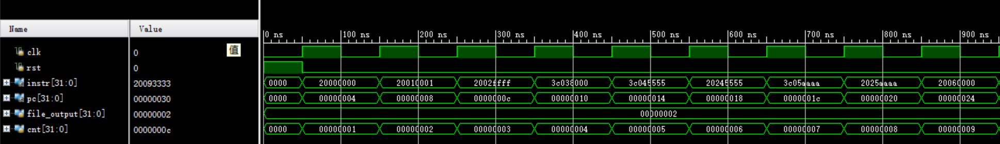 Name Value
0 ns 100 ns 200 ns 300 ns 400 ns 500 ns 600 ns 700 ns 800 ns 900 ns
clk 0 值
rst 0
instr[31:0] 20093333 0000 20000000 20010001 2002ffff 3c038000 3c045555 20245555 3c05aaaa 2025aaaa 20060000
pc[31:0] 00000030 0000 00000004 00000008 0000000c 00000010 00000014 00000018 0000001c 00000020 00000024
file_output[31:0] 00000002 00000002
cnt[31:0] 0000000c 0000 00000001 00000002 00000003 00000004 00000005 00000006 00000007 00000008 00000009